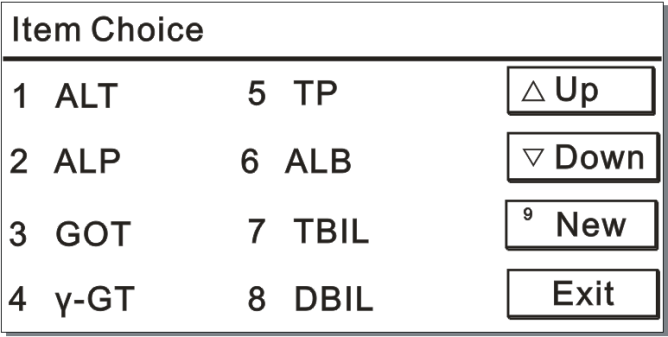 Item Choice
1 ALT 5 TP △ Up
2 ALP 6 ALB ▽ Down
3 GOT 7 TBIL ⁹ New
4 γ-GT 8 DBIL Exit